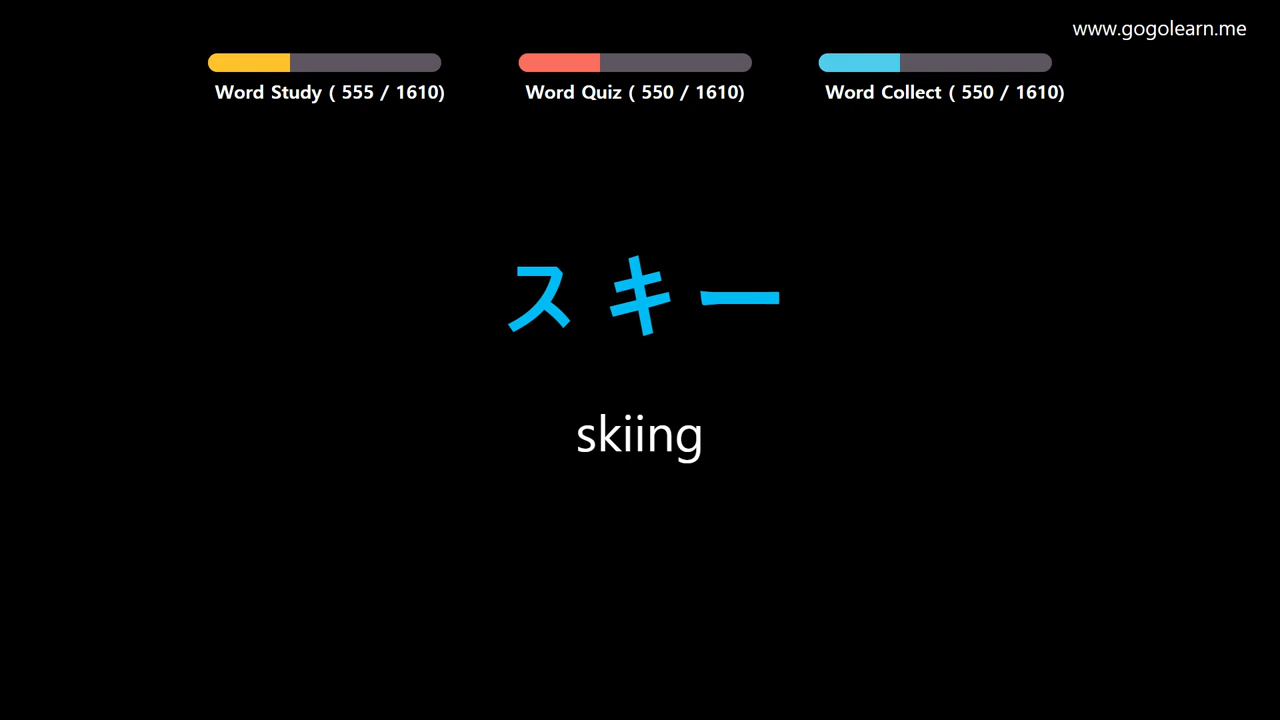 www.gogolearn.me
Word Study ( 555 / 1610)
Word Quiz ( 550 / 1610)
Word Collect ( 550 / 1610)
スキー
skiing